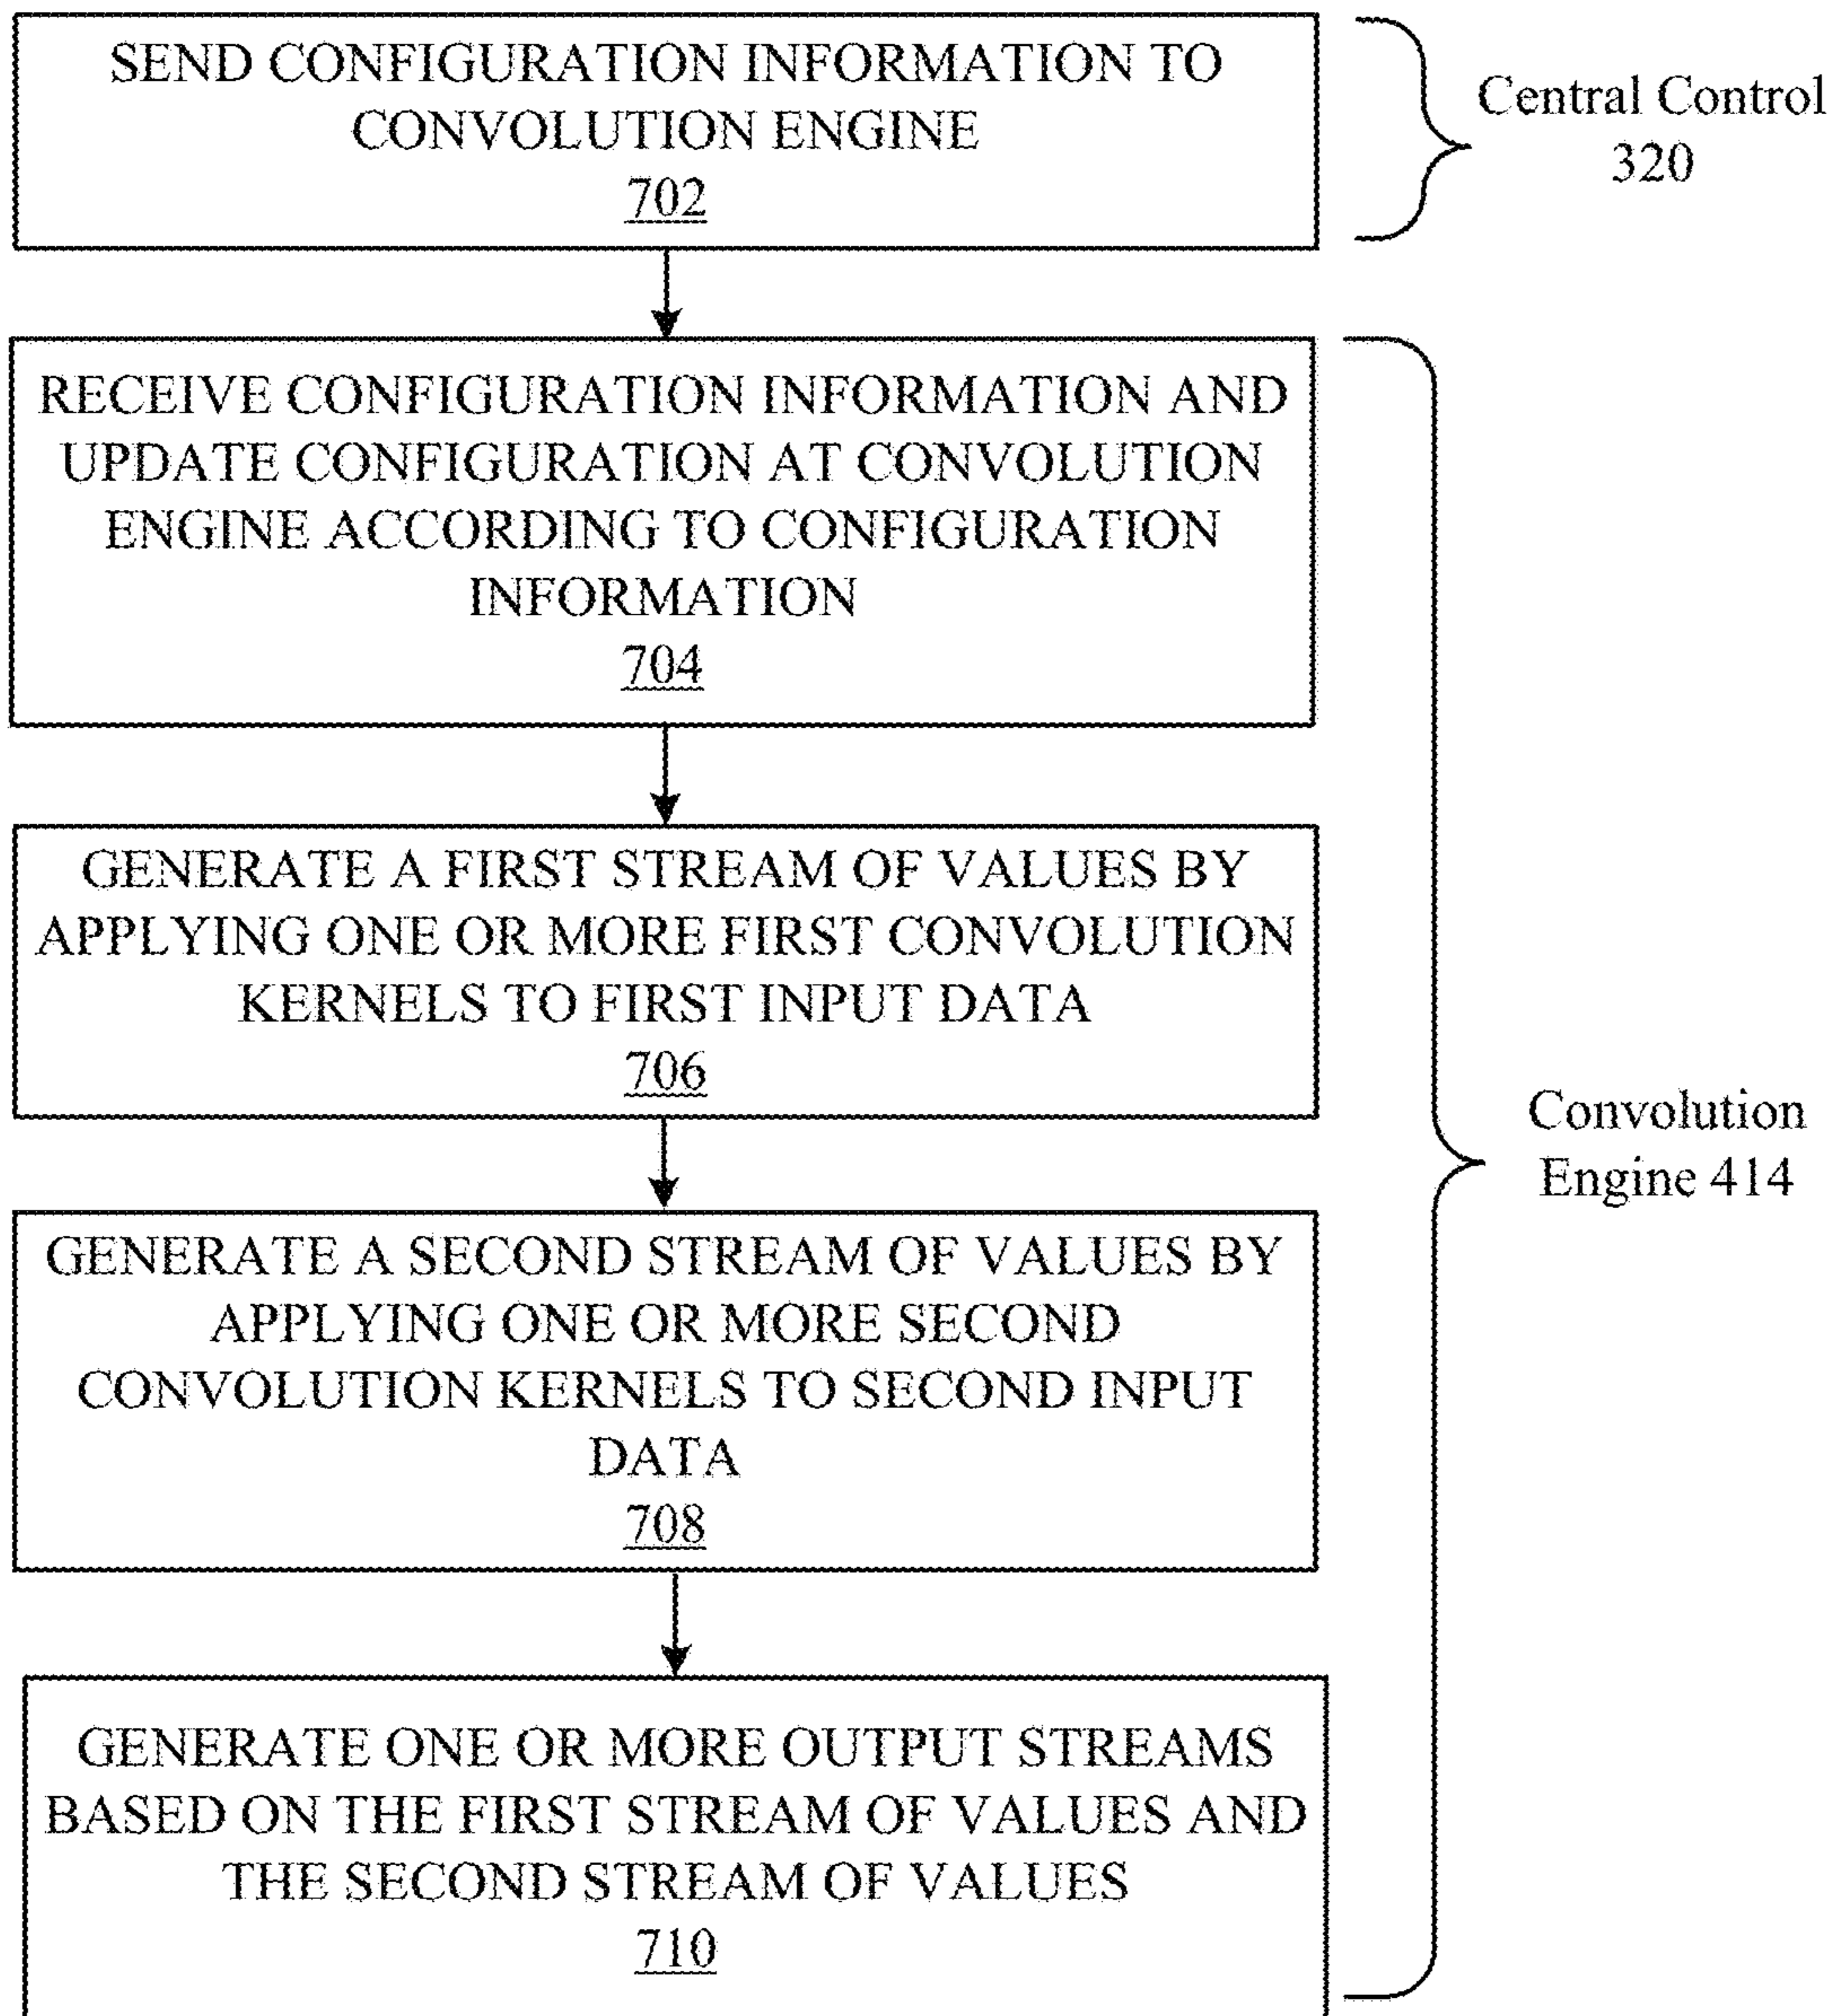 SEND CONFIGURATION INFORMATION TO
CONVOLUTION ENGINE
702
Central Control
320
RECEIVE CONFIGURATION INFORMATION AND
UPDATE CONFIGURATION AT CONVOLUTION
ENGINE ACCORDING TO CONFIGURATION
INFORMATION
704
GENERATE A FIRST STREAM OF VALUES BY
APPLYING ONE OR MORE FIRST CONVOLUTION
KERNELS TO FIRST INPUT DATA
706
Convolution
Engine 414
GENERATE A SECOND STREAM OF VALUES BY
APPLYING ONE OR MORE SECOND
CONVOLUTION KERNELS TO SECOND INPUT
DATA
708
GENERATE ONE OR MORE OUTPUT STREAMS
BASED ON THE FIRST STREAM OF VALUES AND
THE SECOND STREAM OF VALUES
710